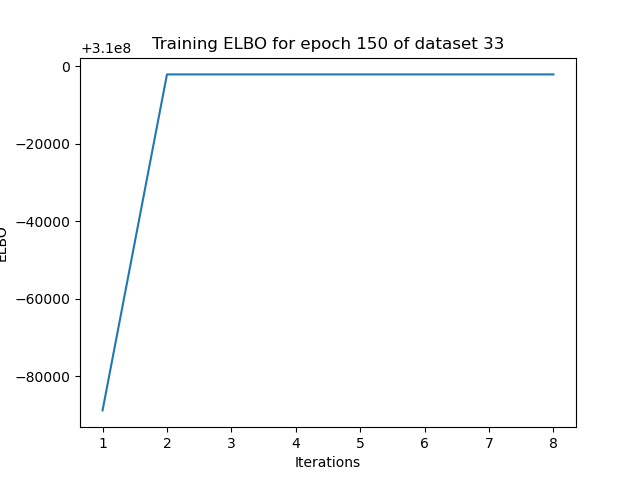 Training ELBO for epoch 150 of dataset 33
+3.1e8
0
−20000
−40000
−60000
−80000
ELBO
1 2 3 4 5 6 7 8
Iterations